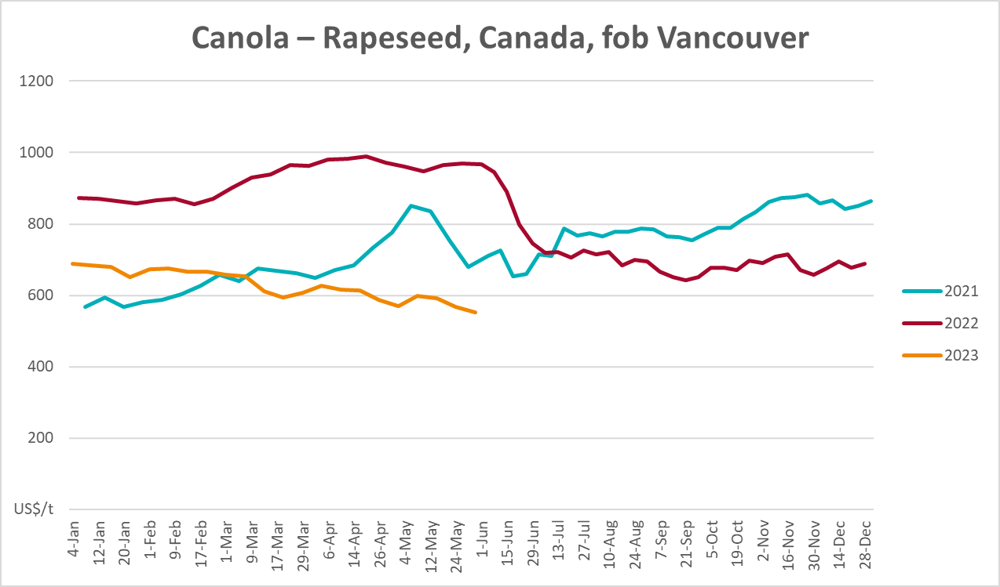 Canola – Rapeseed, Canada, fob Vancouver
1200
1000
800
600
400
200
US$/t
4-Jan
12-Jan
20-Jan
1-Feb
9-Feb
17-Feb
1-Mar
9-Mar
17-Mar
29-Mar
6-Apr
14-Apr
26-Apr
4-May
12-May
24-May
1-Jun
15-Jun
29-Jun
13-Jul
27-Jul
10-Aug
24-Aug
7-Sep
21-Sep
5-Oct
19-Oct
2-Nov
16-Nov
30-Nov
14-Dec
28-Dec
2021
2022
2023